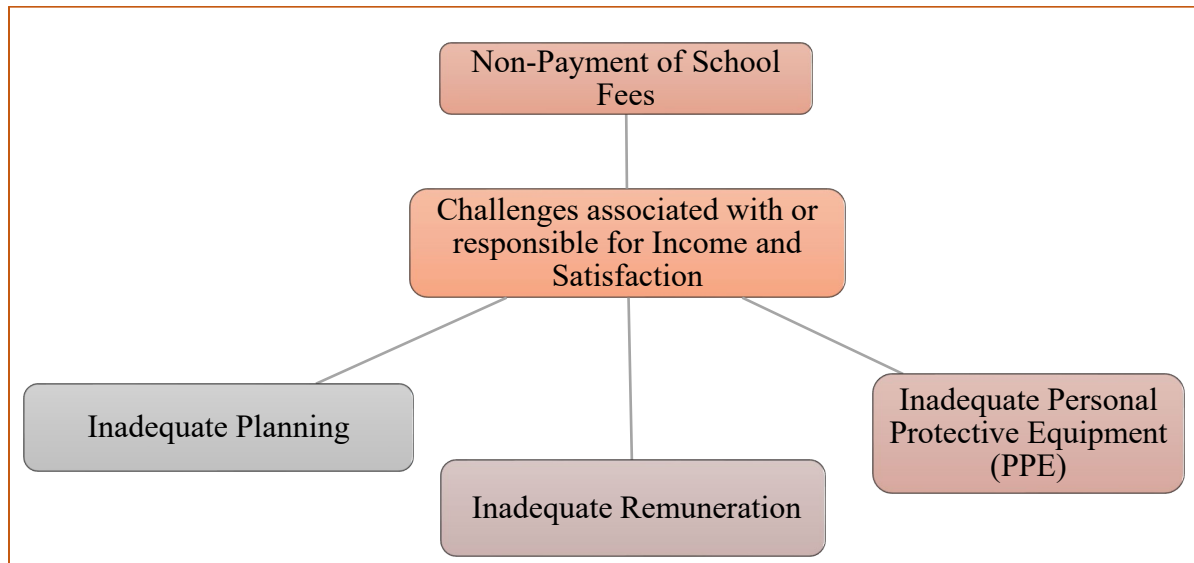 Non-Payment of School
Fees
Challenges associated with or
responsible for Income and
Satisfaction
Inadequate Planning
Inadequate Remuneration
Inadequate Personal
Protective Equipment
(PPE)